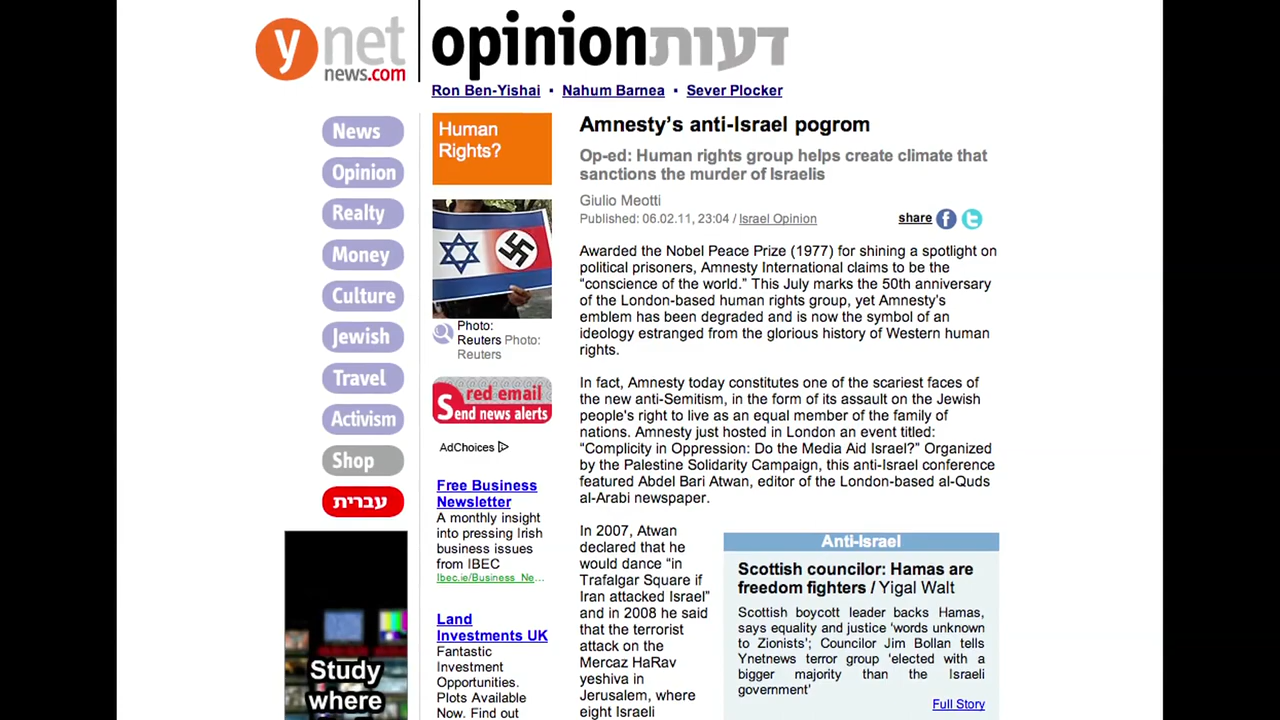 ynet
news.com
opinionדעות
Ron Ben-Yishai ▪ Nahum Barnea ▪ Sever Plocker
News
Opinion
Realty
Money
Culture
Jewish
Travel
Activism
Shop
עברית
Study
where
Human
Rights?
Photo:
Reuters Photo:
Reuters
red email
Send news alerts
AdChoices
Free Business
Newsletter
A monthly insight
into pressing Irish
business issues
from IBEC
Ibec.ie/Business_Ne...
Land
Investments UK
Fantastic
Investment
Opportunities.
Plots Available
Now. Find out
Amnesty’s anti-Israel pogrom
Op-ed: Human rights group helps create climate that
sanctions the murder of Israelis
Giulio Meotti
Published: 06.02.11, 23:04 / Israel Opinion
share
Awarded the Nobel Peace Prize (1977) for shining a spotlight on
political prisoners, Amnesty International claims to be the
“conscience of the world.” This July marks the 50th anniversary
of the London-based human rights group, yet Amnesty’s
emblem has been degraded and is now the symbol of an
ideology estranged from the glorious history of Western human
rights.
In fact, Amnesty today constitutes one of the scariest faces of
the new anti-Semitism, in the form of its assault on the Jewish
people's right to live as an equal member of the family of
nations. Amnesty just hosted in London an event titled:
“Complicity in Oppression: Do the Media Aid Israel?” Organized
by the Palestine Solidarity Campaign, this anti-Israel conference
featured Abdel Bari Atwan, editor of the London-based al-Quds
al-Arabi newspaper.
In 2007, Atwan
declared that he
would dance “in
Trafalgar Square if
Iran attacked Israel”
and in 2008 he said
that the terrorist
attack on the
Mercaz HaRav
yeshiva in
Jerusalem, where
eight Israeli
Anti-Israel
Scottish councilor: Hamas are
freedom fighters / Yigal Walt
Scottish boycott leader backs Hamas,
says equality and justice ‘words unknown
to Zionists’; Councilor Jim Bollan tells
Ynetnews terror group ‘elected with a
bigger majority than the Israeli
government’
Full Story